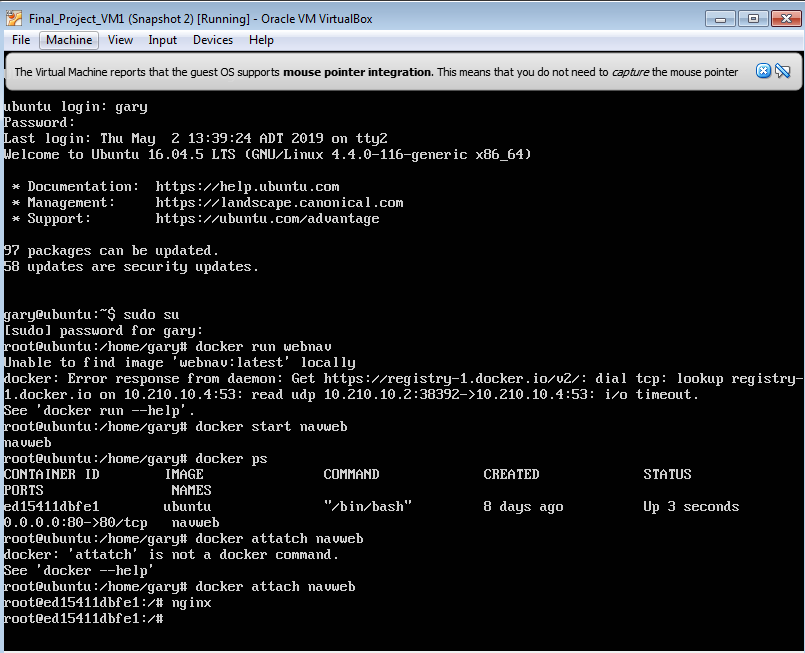 Final_Project_VM1 (Snapshot 2) [Running] - Oracle VM VirtualBox
File Machine View Input Devices Help
The Virtual Machine reports that the guest OS supports mouse pointer integration. This means that you do not need to capture the mouse pointer
ubuntu login: gary
Password:
Last login: Thu May  2 13:39:24 ADT 2019 on tty2
Welcome to Ubuntu 16.04.5 LTS (GNU/Linux 4.4.0-116-generic x86_64)
 * Documentation:  https://help.ubuntu.com
 * Management:     https://landscape.canonical.com
 * Support:        https://ubuntu.com/advantage
97 packages can be updated.
58 updates are security updates.
gary@ubuntu:~$ sudo su
[sudo] password for gary:
root@ubuntu:/home/gary# docker run webnav
Unable to find image 'webnav:latest' locally
docker: Error response from daemon: Get https://registry-1.docker.io/v2/: dial tcp: lookup registry-
1.docker.io on 10.210.10.4:53: read udp 10.210.10.2:38392->10.210.10.4:53: i/o timeout.
See 'docker run --help'.
root@ubuntu:/home/gary# docker start navweb
navweb
root@ubuntu:/home/gary# docker ps
CONTAINER ID        IMAGE               COMMAND             CREATED             STATUS
PORTS                NAMES
ed15411dbfe1        ubuntu              "/bin/bash"         8 days ago          Up 3 seconds
0.0.0.0:80->80/tcp   navweb
root@ubuntu:/home/gary# docker attatch navweb
docker: 'attatch' is not a docker command.
See 'docker --help'
root@ubuntu:/home/gary# docker attach navweb
root@ed15411dbfe1:/# nginx
root@ed15411dbfe1:/#